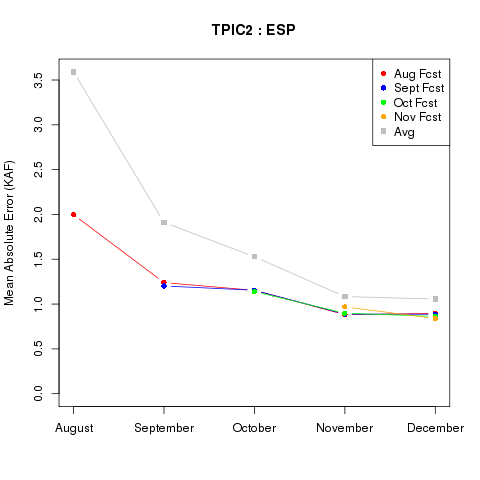 TPIC2 : ESP
Aug Fcst
Sept Fcst
Oct Fcst
Nov Fcst
Avg
Mean Absolute Error (KAF)
3.5
3.0
2.5
2.0
1.5
1.0
0.5
0.0
August September October November December